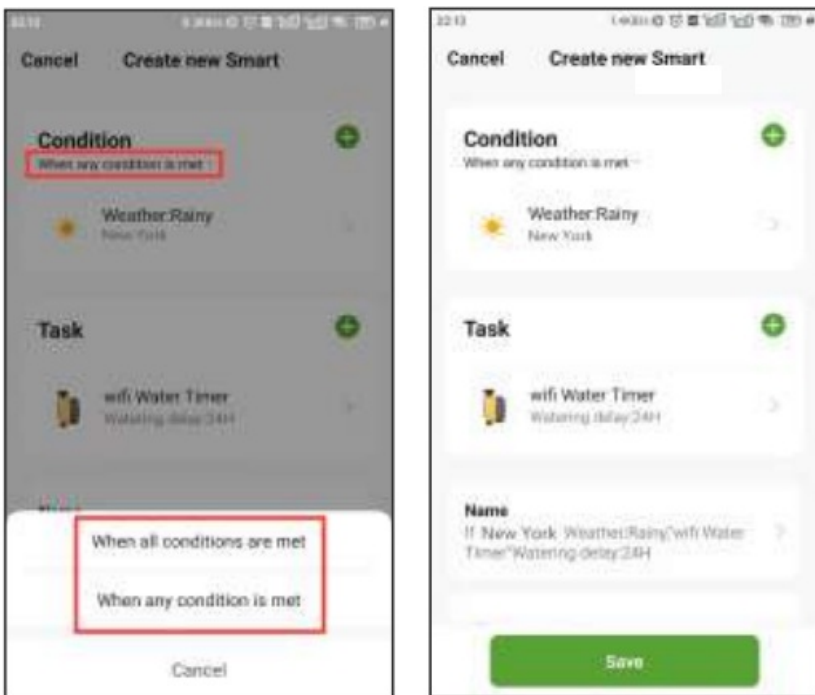 Cancel Create new Smart
Condition
When any condition is met
Weather:Rainy
New York
Task
wifi Water Timer
Watering delay:24H
When all conditions are met
When any condition is met
Cancel
22:13
Cancel Create new Smart
Condition
When any condition is met
Weather:Rainy
New York
Task
wifi Water Timer
Watering delay:24H
Name
If New York Weather:Rainy,"wifi Water
Timer"Watering delay:24H
Save